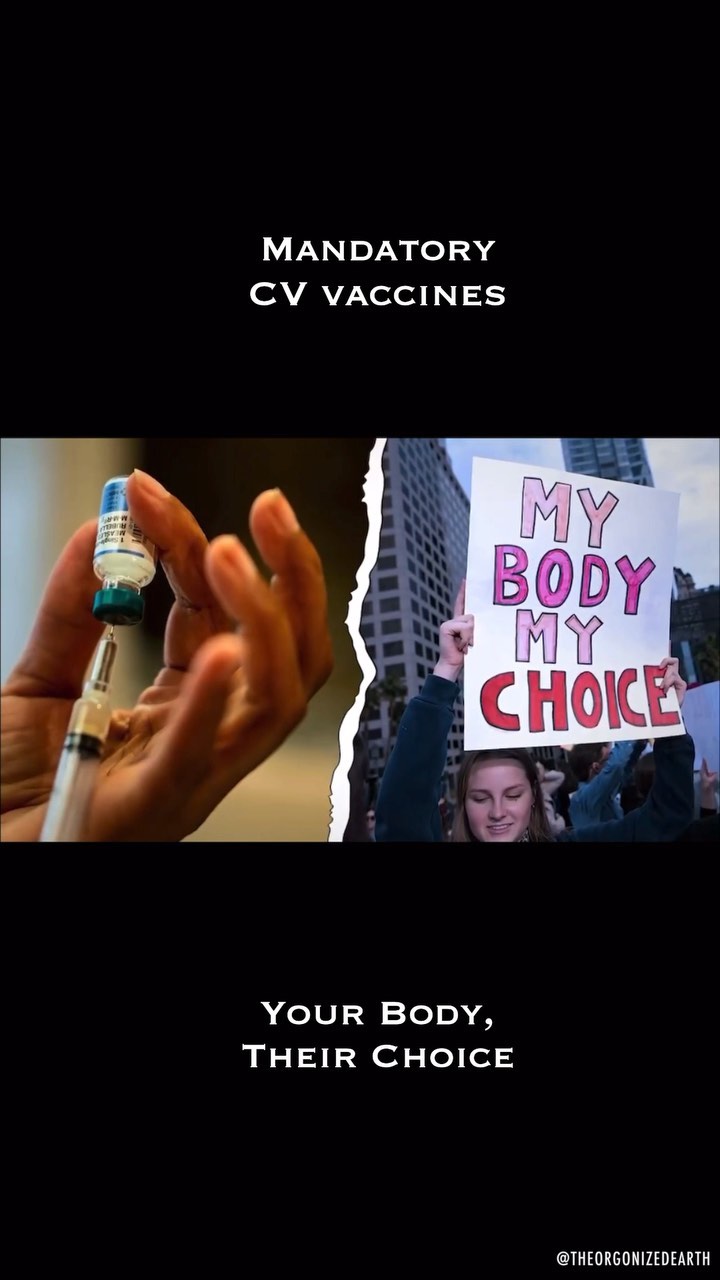 MANDATORY
CV VACCINES
MY
BODY
MY
CHOICE
YOUR BODY,
THEIR CHOICE
@THEORGONIZEDEARTH